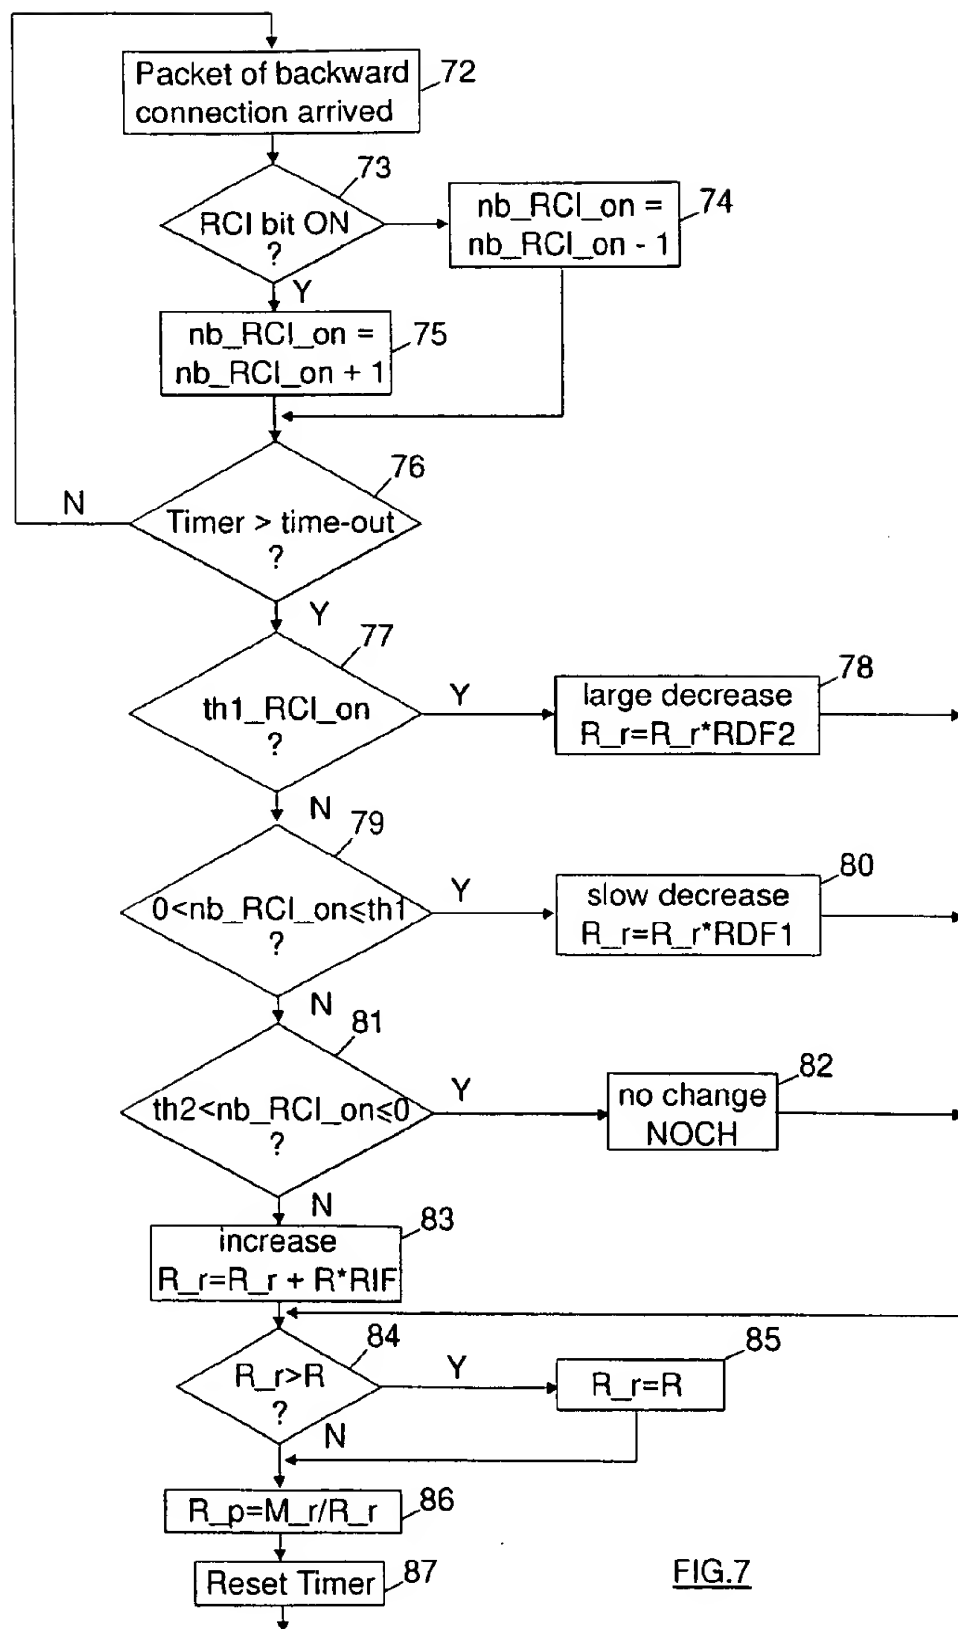 Packet of backward
connection arrived
72
73
RCI bit ON
?
Y
nb_RCI_on =
nb_RCI_on - 1
74
nb_RCI_on =
nb_RCI_on + 1
75
76
Timer > time-out
?
N
Y
77
th1_RCI_on
?
Y
N
large decrease
R_r=R_r*RDF2
78
79
0<nb_RCI_on≤th1
?
Y
N
slow decrease
R_r=R_r*RDF1
80
81
th2<nb_RCI_on≤0
?
Y
N
no change
NOCH
82
increase
R_r=R_r + R*RIF
83
84
R_r>R
?
Y
N
R_r=R
85
R_p=M_r/R_r
86
Reset Timer
87
FIG.7